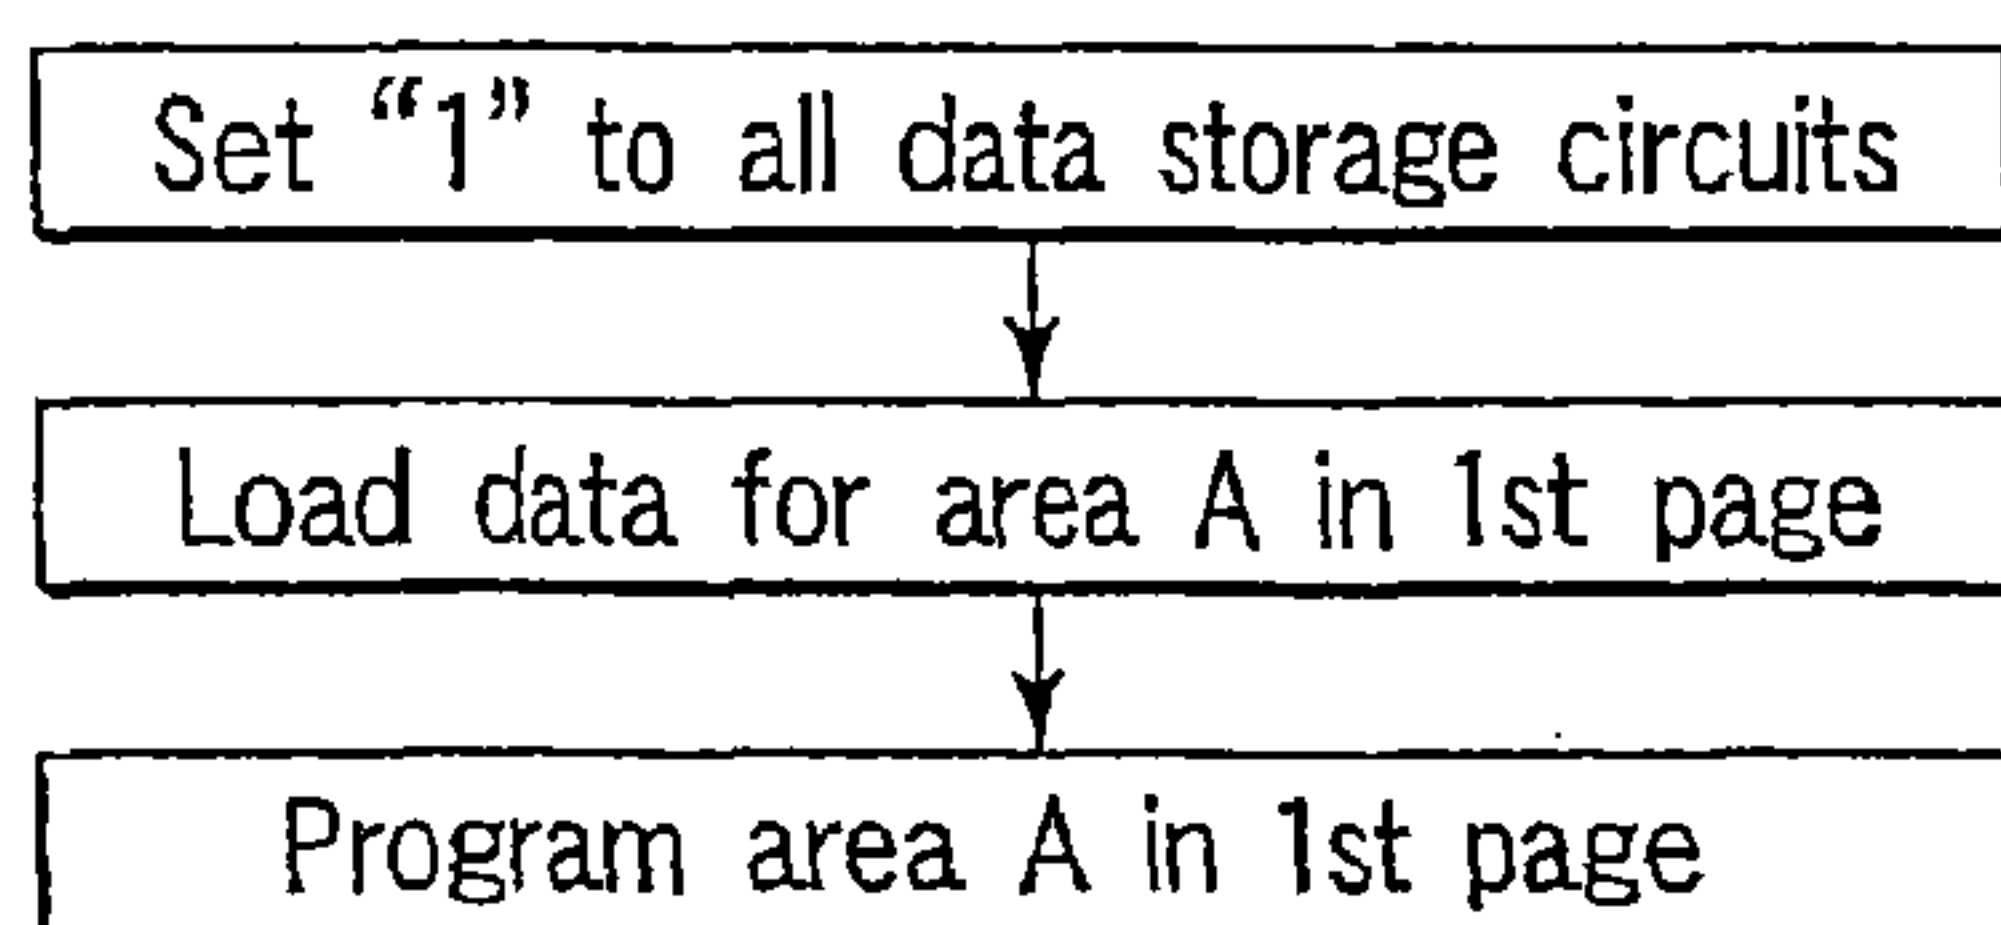 Set “1” to all data storage circuits
Load data for area A in 1st page
Program area A in 1st page